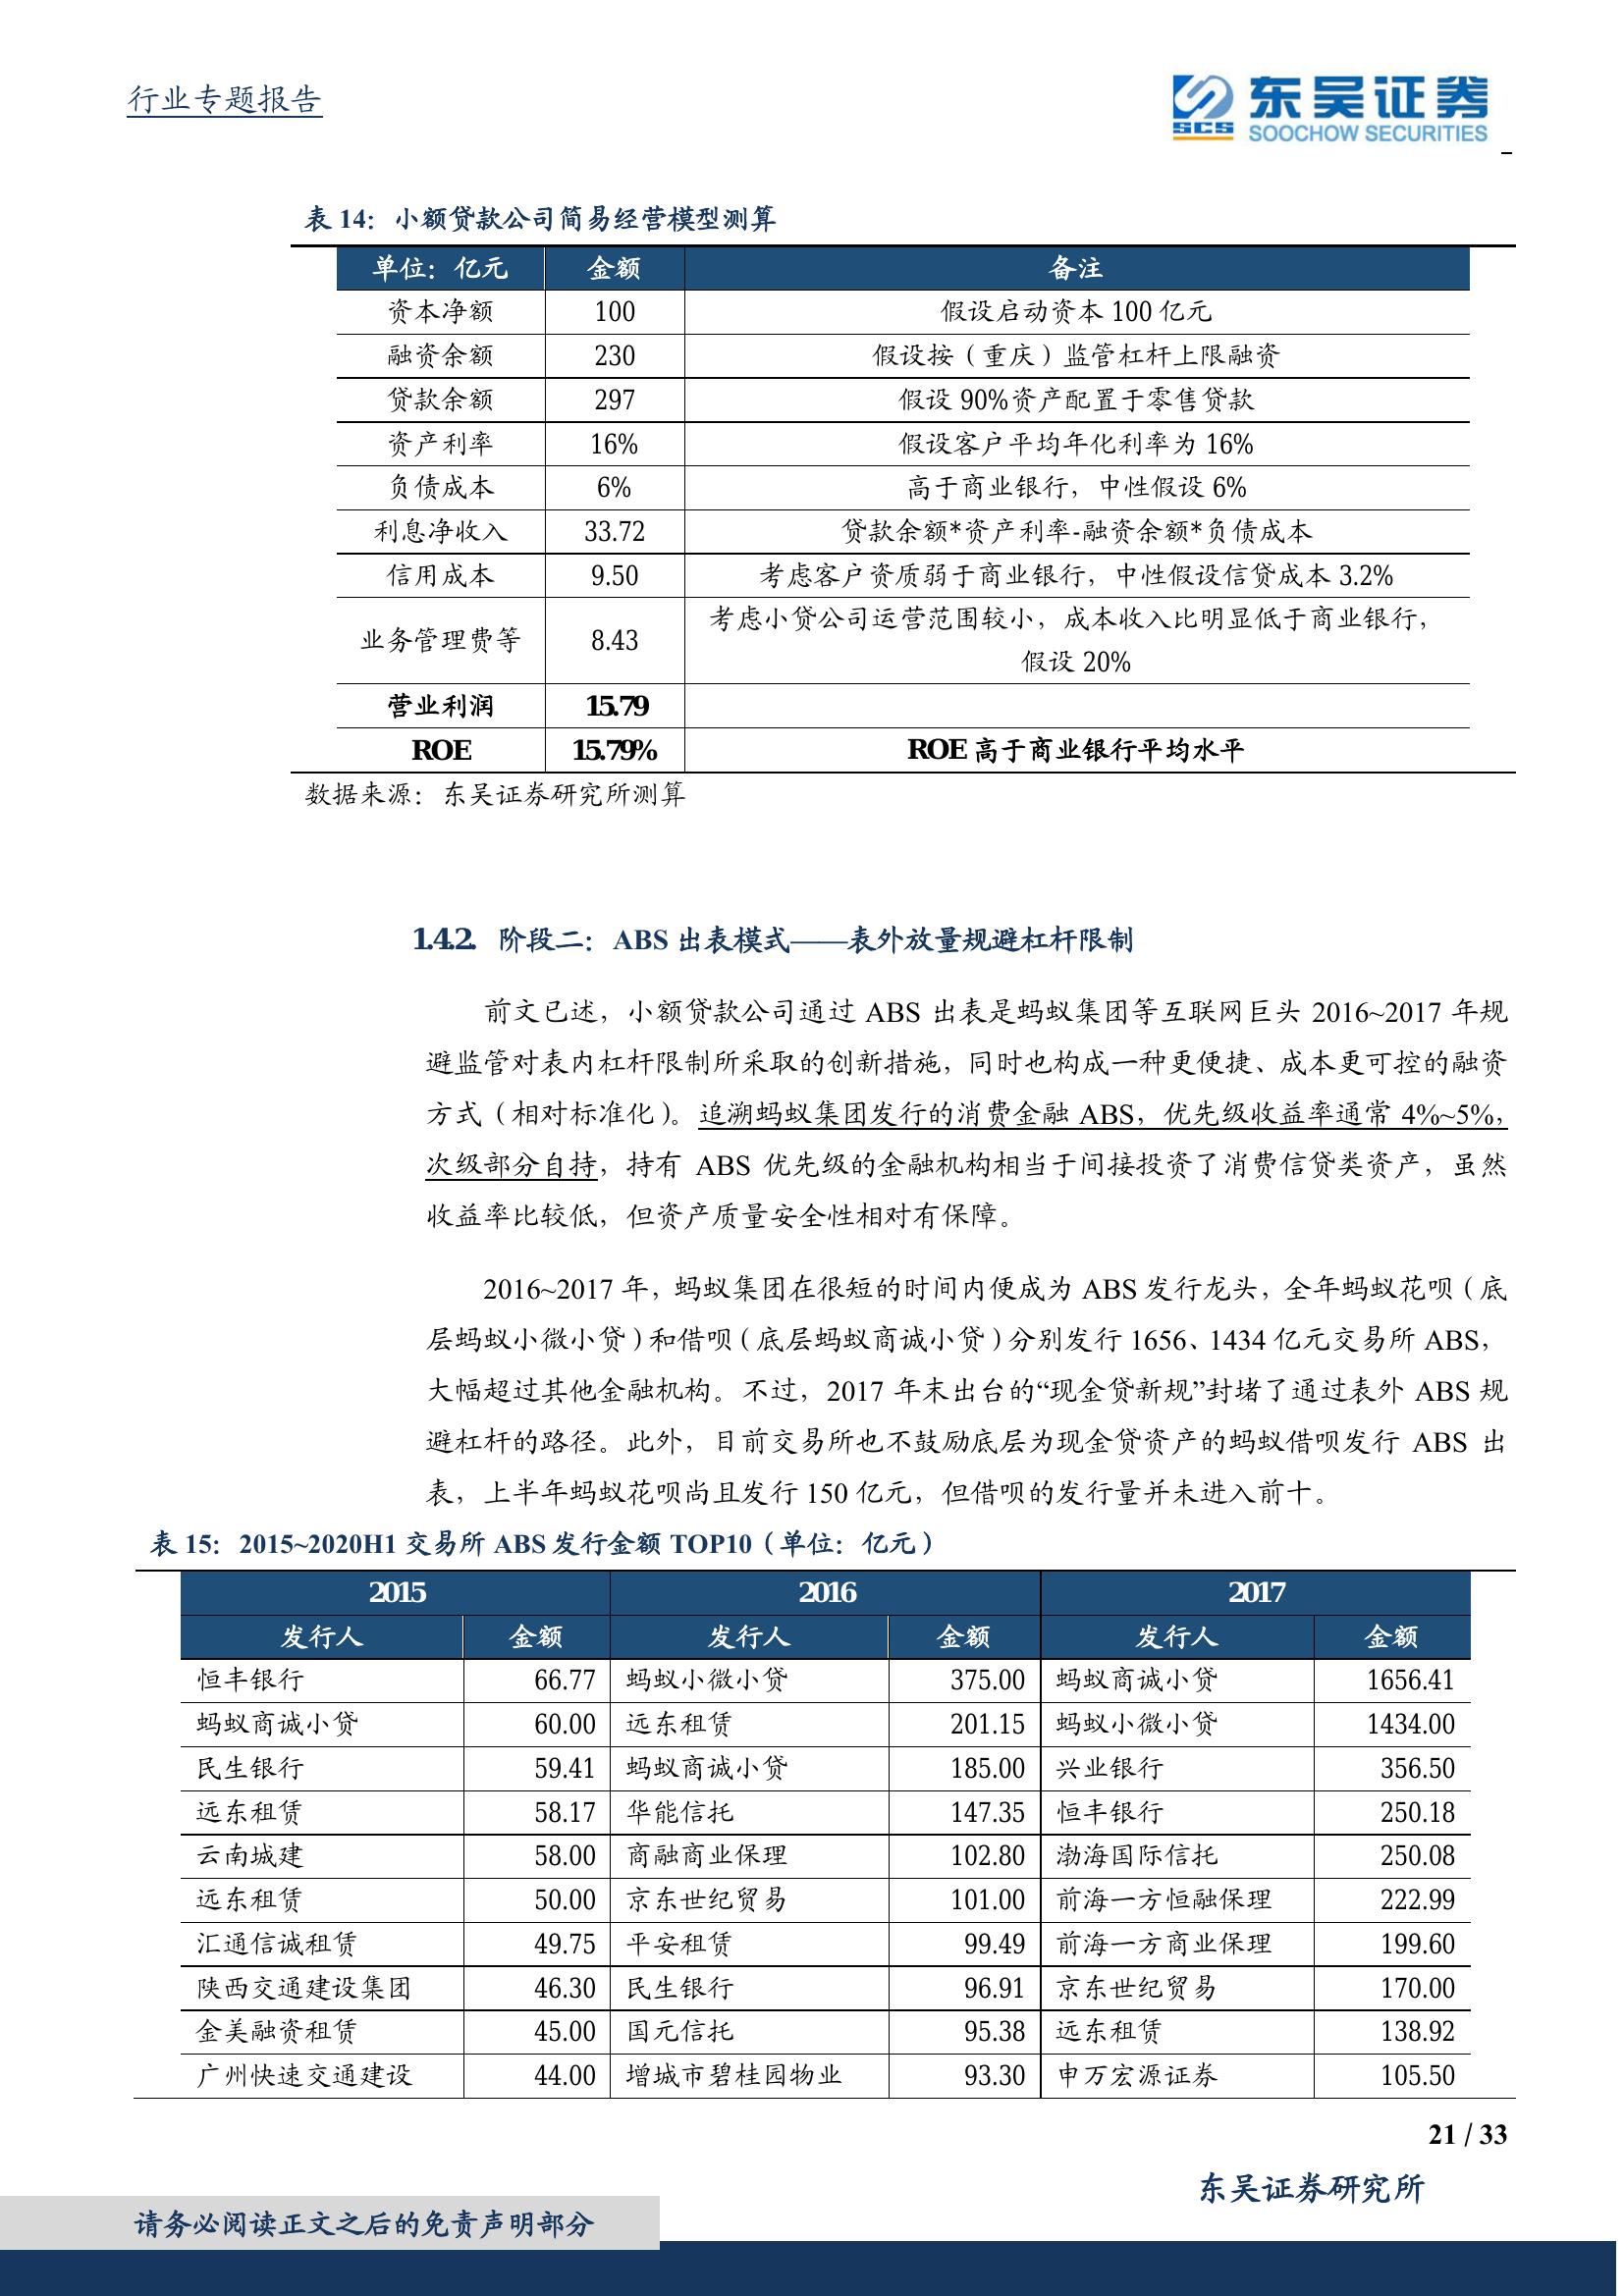 行业专题报告
SCS 东吴证券
SOOCHOW SECURITIES
表 14：小额贷款公司简易经营模型测算
单位：亿元 金额 备注
资本净额 100 假设启动资本 100 亿元
融资余额 230 假设按（重庆）监管杠杆上限融资
贷款余额 297 假设 90%资产配置于零售贷款
资产利率 16% 假设客户平均年化利率为 16%
负债成本 6% 高于商业银行，中性假设 6%
利息净收入 33.72 贷款余额*资产利率-融资余额*负债成本
信用成本 9.50 考虑客户资质弱于商业银行，中性假设信贷成本 3.2%
业务管理费等 8.43 考虑小贷公司运营范围较小，成本收入比明显低于商业银行，
假设 20%
营业利润 15.79
ROE 15.79% ROE 高于商业银行平均水平
数据来源：东吴证券研究所测算
1.4.2. 阶段二：ABS 出表模式——表外放量规避杠杆限制
前文已述，小额贷款公司通过 ABS 出表是蚂蚁集团等互联网巨头 2016~2017 年规
避监管对表内杠杆限制所采取的创新措施，同时也构成一种更便捷、成本更可控的融资
方式（相对标准化）。追溯蚂蚁集团发行的消费金融 ABS，优先级收益率通常 4%~5%，
次级部分自持，持有 ABS 优先级的金融机构相当于间接投资了消费信贷类资产，虽然
收益率比较低，但资产质量安全性相对有保障。
2016~2017 年，蚂蚁集团在很短的时间内便成为 ABS 发行龙头，全年蚂蚁花呗（底
层蚂蚁小微小贷）和借呗（底层蚂蚁商诚小贷）分别发行 1656、1434 亿元交易所 ABS，
大幅超过其他金融机构。不过，2017 年末出台的“现金贷新规”封堵了通过表外 ABS 规
避杠杆的路径。此外，目前交易所也不鼓励底层为现金贷资产的蚂蚁借呗发行 ABS 出
表，上半年蚂蚁花呗尚且发行 150 亿元，但借呗的发行量并未进入前十。
表 15：2015~2020H1 交易所 ABS 发行金额 TOP10（单位：亿元）
2015 2016 2017
发行人 金额 发行人 金额 发行人 金额
恒丰银行 66.77 蚂蚁小微小贷 375.00 蚂蚁商诚小贷 1656.41
蚂蚁商诚小贷 60.00 远东租赁 201.15 蚂蚁小微小贷 1434.00
民生银行 59.41 蚂蚁商诚小贷 185.00 兴业银行 356.50
远东租赁 58.17 华能信托 147.35 恒丰银行 250.18
云南城建 58.00 商融商业保理 102.80 渤海国际信托 250.08
远东租赁 50.00 京东世纪贸易 101.00 前海一方恒融保理 222.99
汇通信诚租赁 49.75 平安租赁 99.49 前海一方商业保理 199.60
陕西交通建设集团 46.30 民生银行 96.91 京东世纪贸易 170.00
金美融资租赁 45.00 国元信托 95.38 远东租赁 138.92
广州快速交通建设 44.00 增城市碧桂园物业 93.30 申万宏源证券 105.50
21 / 33
东吴证券研究所
请务必阅读正文之后的免责声明部分